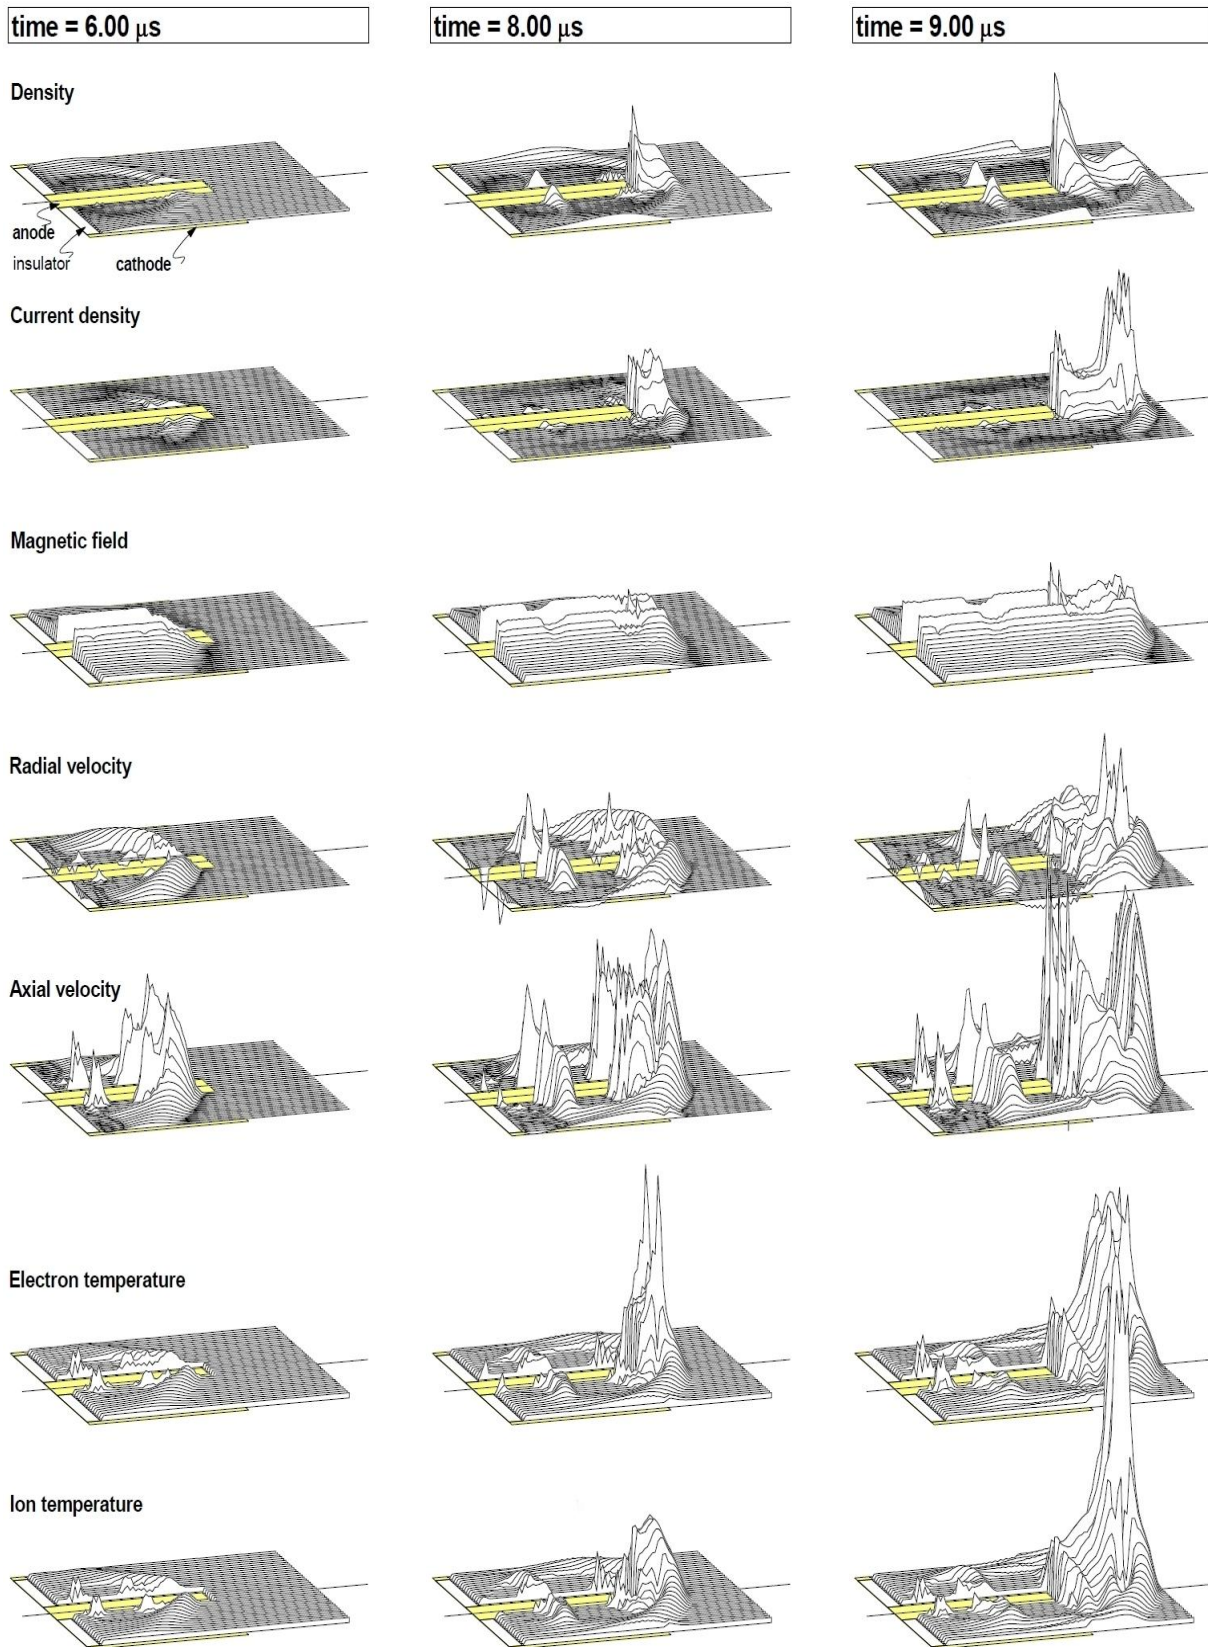 time = 6.00 μs
time = 8.00 μs
time = 9.00 μs
Density
anode
insulator
cathode
Current density
Magnetic field
Radial velocity
Axial velocity
Electron temperature
Ion temperature